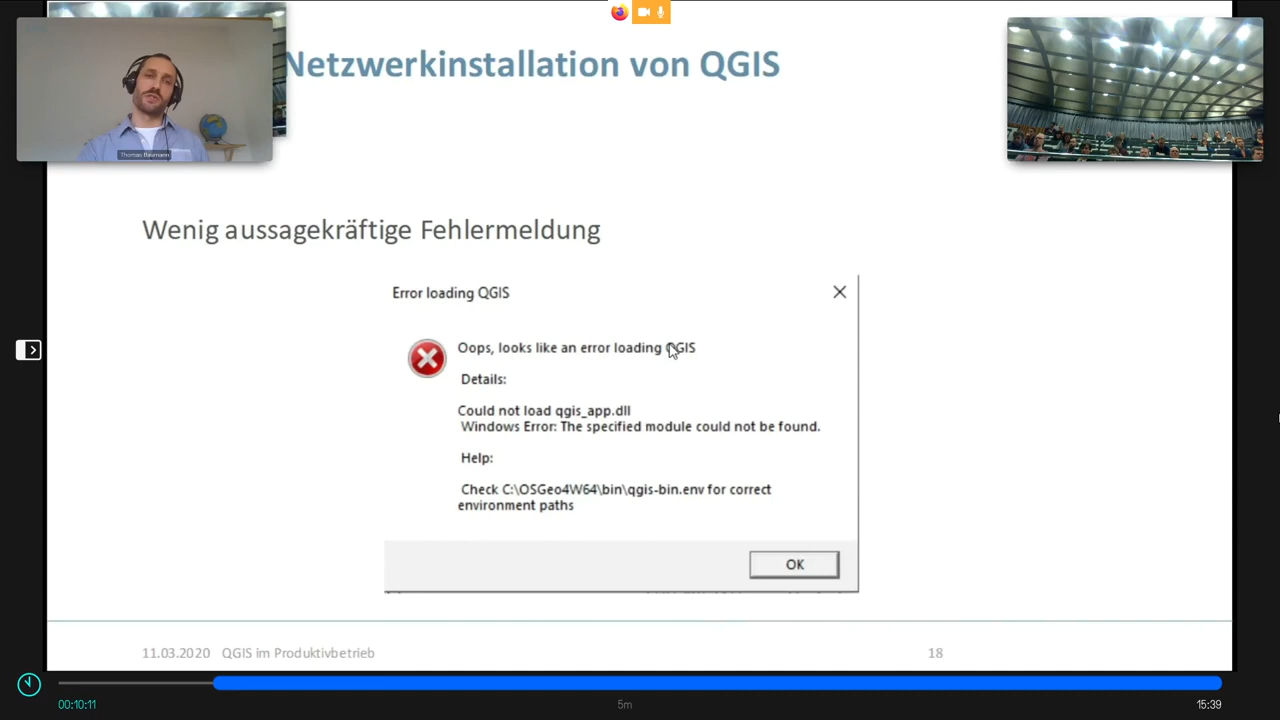 Netzwerkinstallation von QGIS
Thomas Baumann
Wenig aussagekräftige Fehlermeldung
Error loading QGIS
Oops, looks like an error loading QGIS
Details:
Could not load qgis_app.dll
Windows Error: The specified module could not be found.
Help:
Check C:\OSGeo4W64\bin\qgis-bin.env for correct
environment paths
OK
11.03.2020 QGIS im Produktivbetrieb 18
00:10:11 5m 15:39